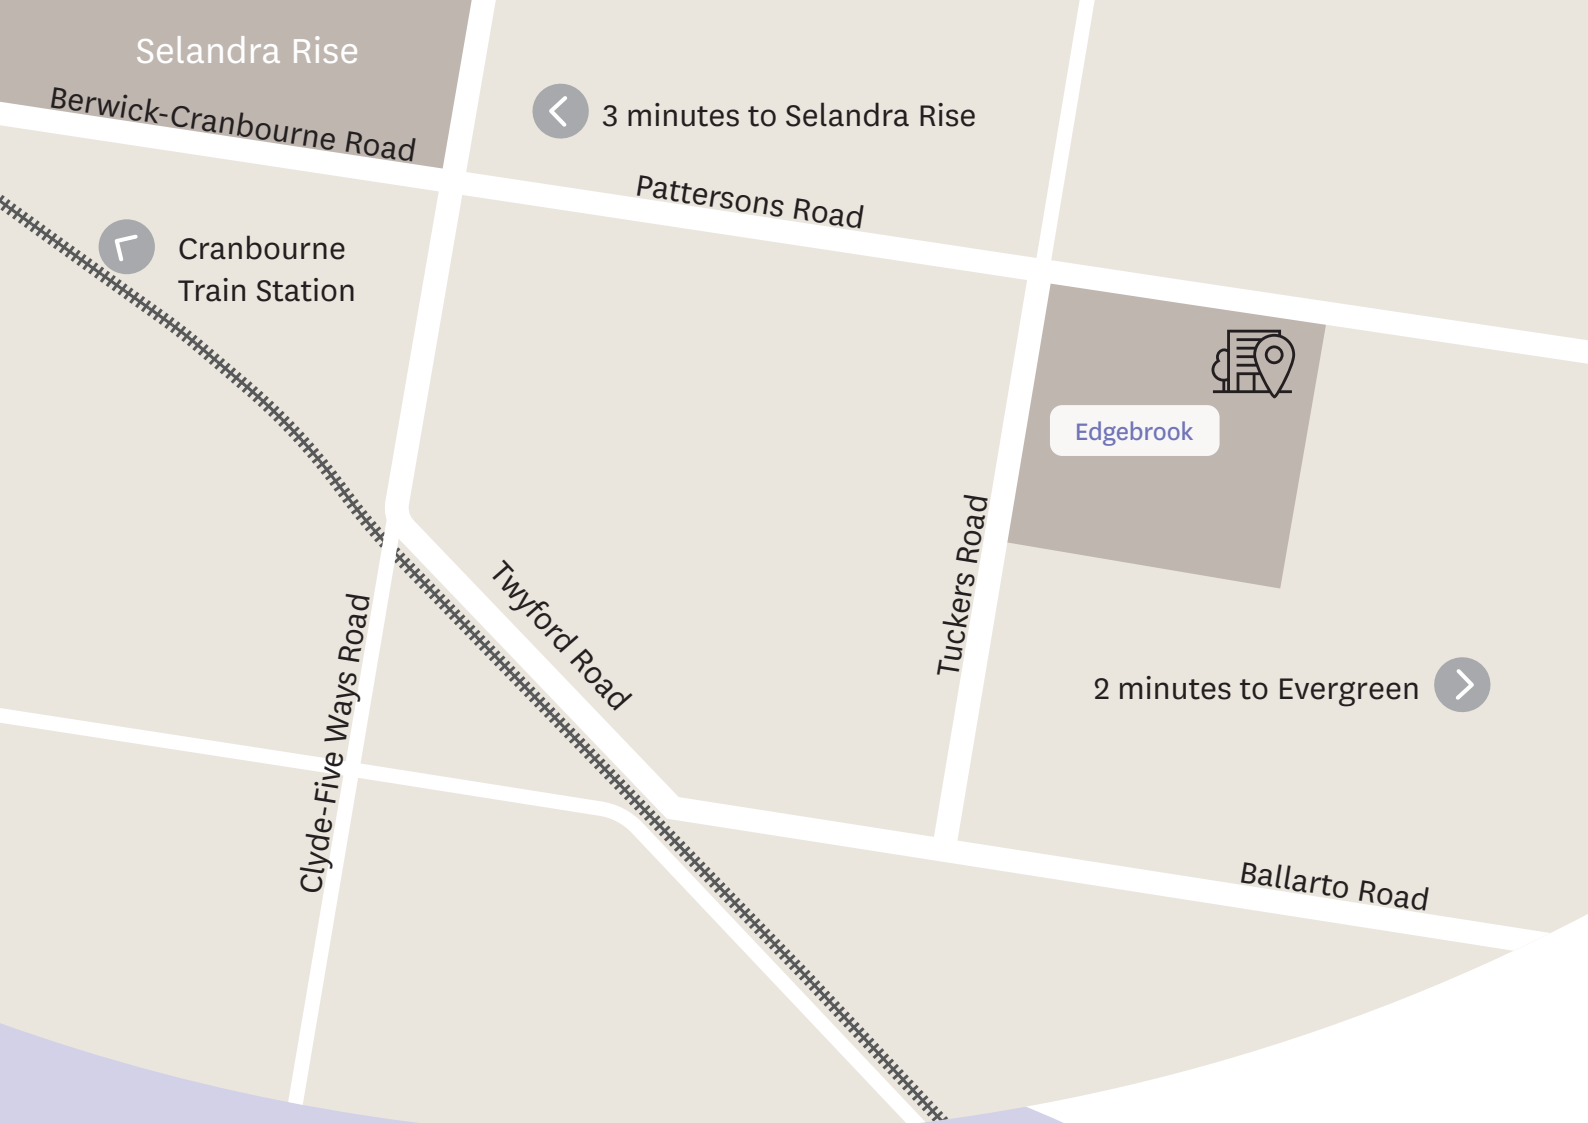 Selandra Rise
Berwick-Cranbourne Road
3 minutes to Selandra Rise
Pattersons Road
Cranbourne
Train Station
Edgebrook
Tuckers Road
Twyford Road
Clyde-Five Ways Road
2 minutes to Evergreen
Ballarto Road